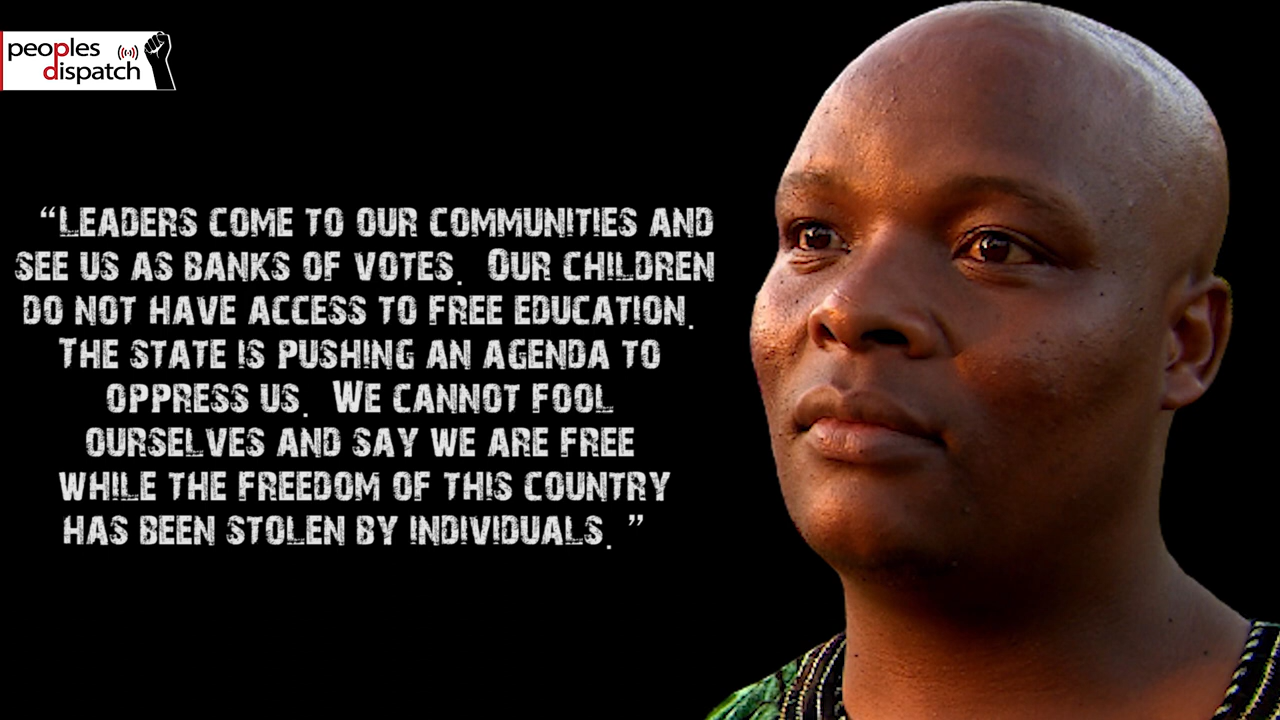 peoples
dispatch
“Leaders come to our communities and
see us as banks of votes. Our children
do not have access to free education.
The state is pushing an agenda to
oppress us. We cannot fool
ourselves and say we are free
while the freedom of this country
has been stolen by individuals.”